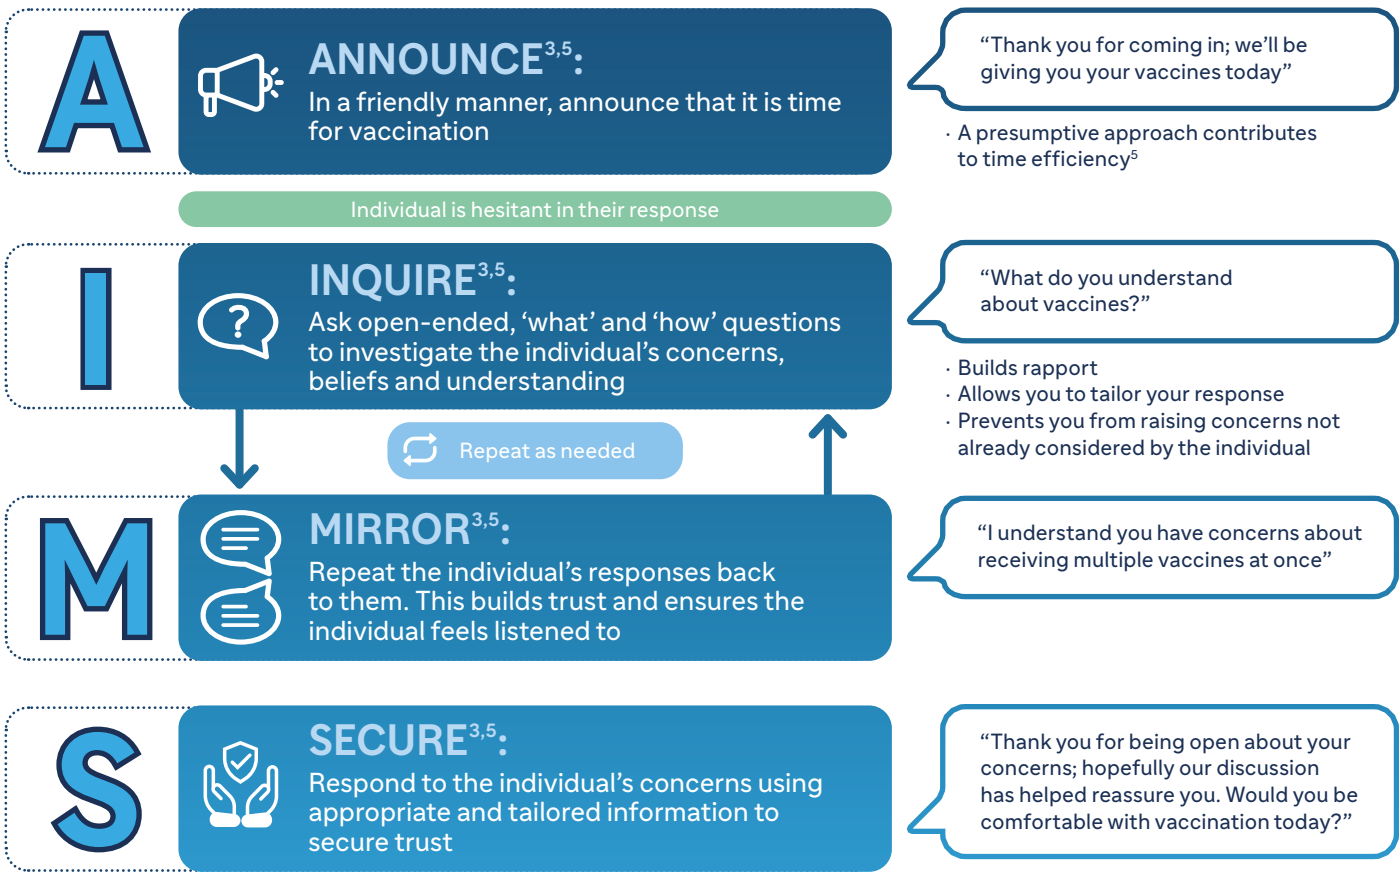 A
ANNOUNCE3,5:
In a friendly manner, announce that it is time
for vaccination
“Thank you for coming in; we’ll be
giving you your vaccines today”
· A presumptive approach contributes
to time efficiency5
Individual is hesitant in their response
I
?
INQUIRE3,5:
Ask open-ended, ‘what’ and ‘how’ questions
to investigate the individual’s concerns,
beliefs and understanding
“What do you understand
about vaccines?”
· Builds rapport
· Allows you to tailor your response
· Prevents you from raising concerns not
already considered by the individual
Repeat as needed
M
MIRROR3,5:
Repeat the individual’s responses back
to them. This builds trust and ensures the
individual feels listened to
“I understand you have concerns about
receiving multiple vaccines at once”
S
SECURE3,5:
Respond to the individual’s concerns using
appropriate and tailored information to
secure trust
“Thank you for being open about your
concerns; hopefully our discussion
has helped reassure you. Would you be
comfortable with vaccination today?”